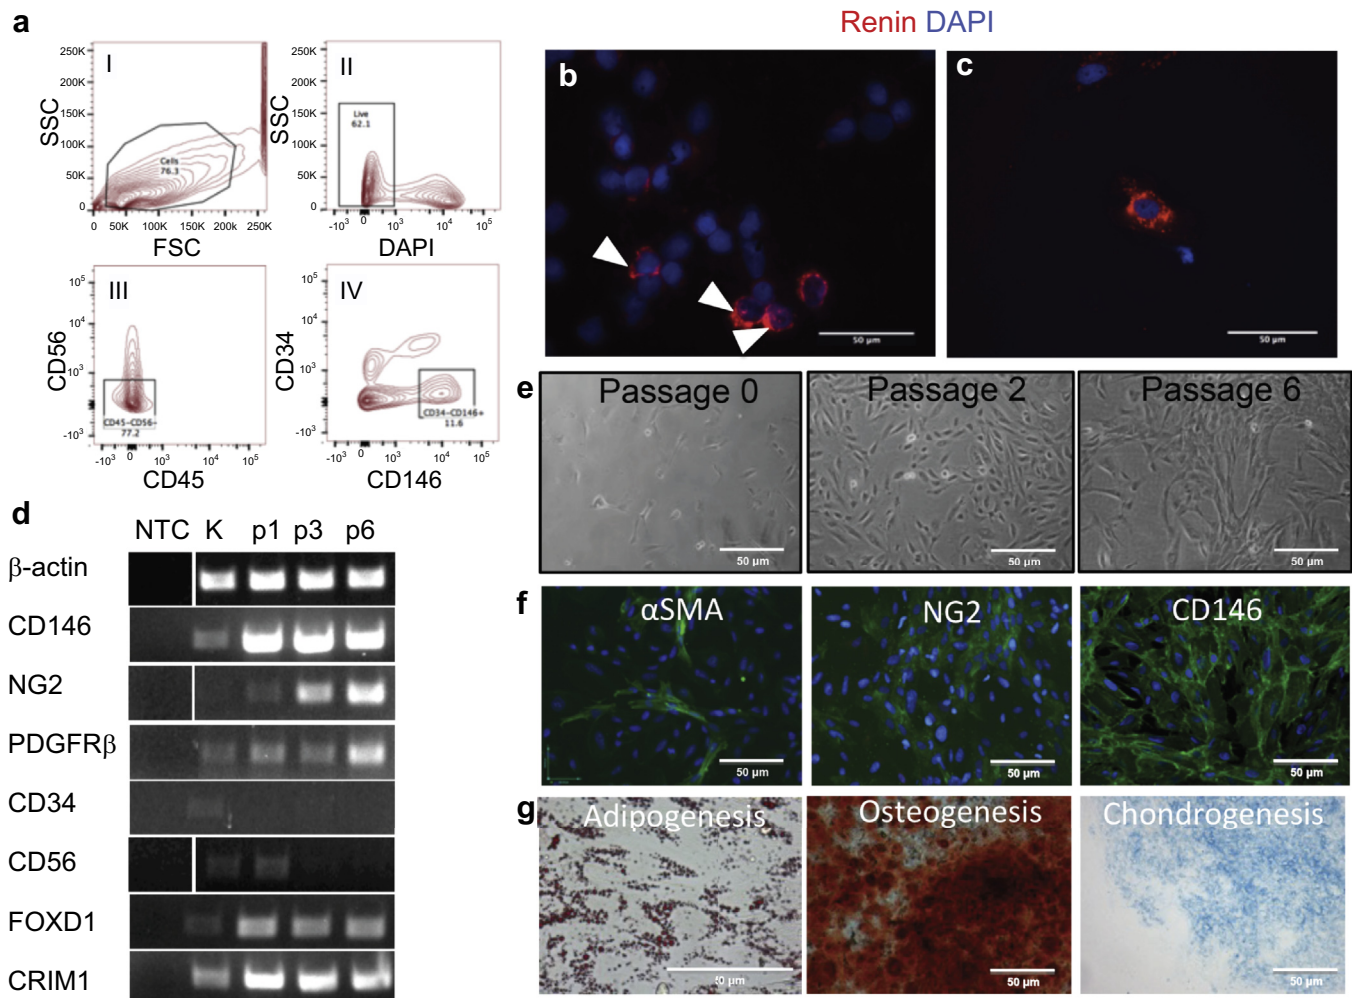 Renin DAPI
a
I
250K
200K
150K
100K
50K
0
SSC
Cells
76.3
0 50K 100K 150K 200K 250K
FSC
II
250K
200K
150K
100K
50K
0
SSC
Live
62.1
-10³ 0 10³ 10⁴ 10⁵
DAPI
III
10⁵
10⁴
10³
-10³
CD56
CD45-CD56-
77.2
-10³ 0 10³ 10⁴ 10⁵
CD45
IV
10⁵
10⁴
10³
-10³
CD34
CD34-CD146+
11.6
-10³ 0 10³ 10⁴ 10⁵
CD146
b
50 µm
c
50 µm
d
NTC K p1 p3 p6
β-actin
CD146
NG2
PDGFRβ
CD34
CD56
FOXD1
CRIM1
e
Passage 0
50 µm
Passage 2
50 µm
Passage 6
50 µm
f
αSMA
50 µm
NG2
50 µm
CD146
50 µm
g
Adipogenesis
50 µm
Osteogenesis
50 µm
Chondrogenesis
50 µm